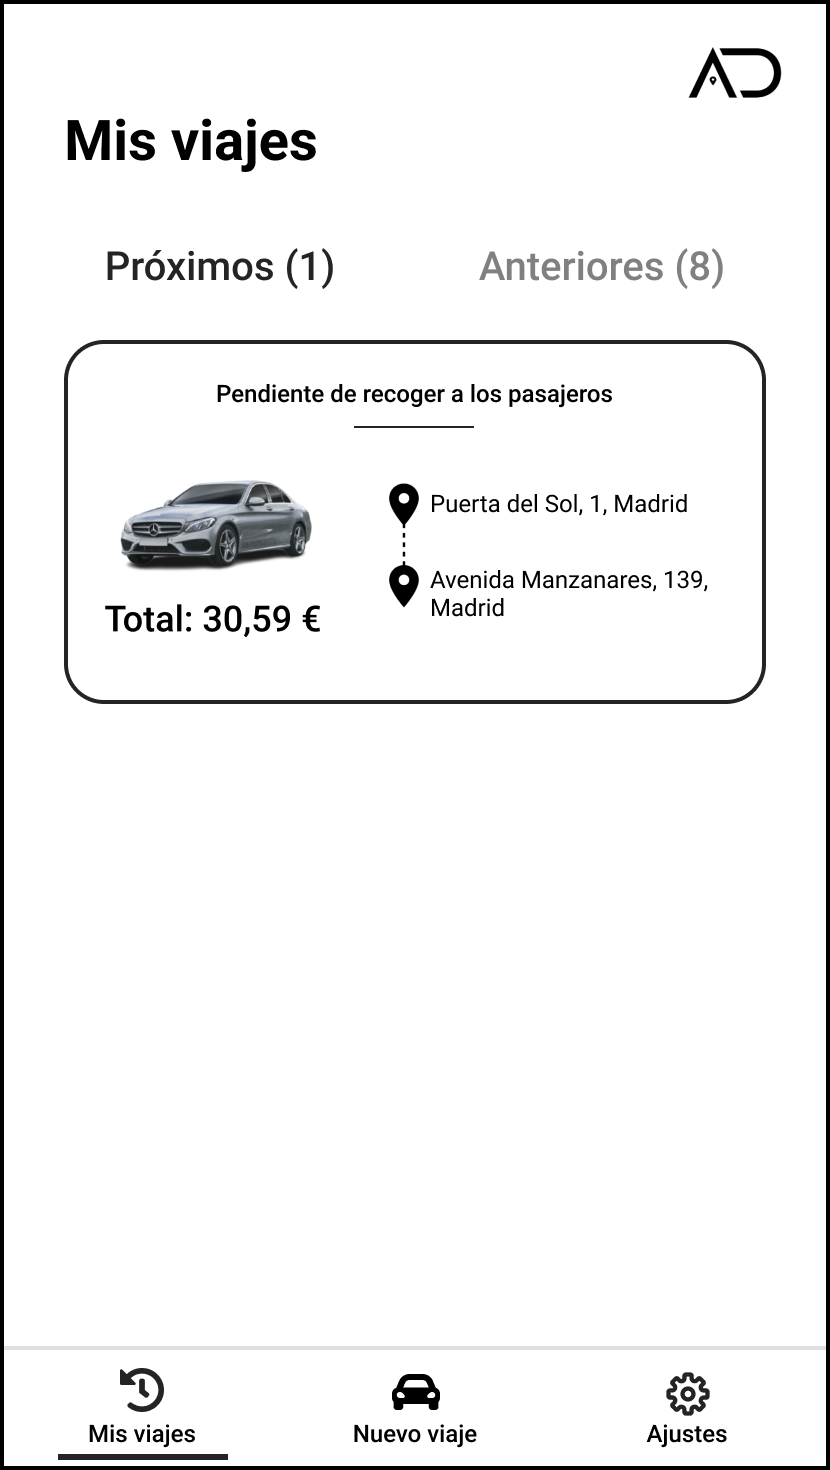 AD
Mis viajes
Próximos (1)
Anteriores (8)
Pendiente de recoger a los pasajeros
Puerta del Sol, 1, Madrid
Avenida Manzanares, 139,
Madrid
Total: 30,59 €
Mis viajes
Nuevo viaje
Ajustes